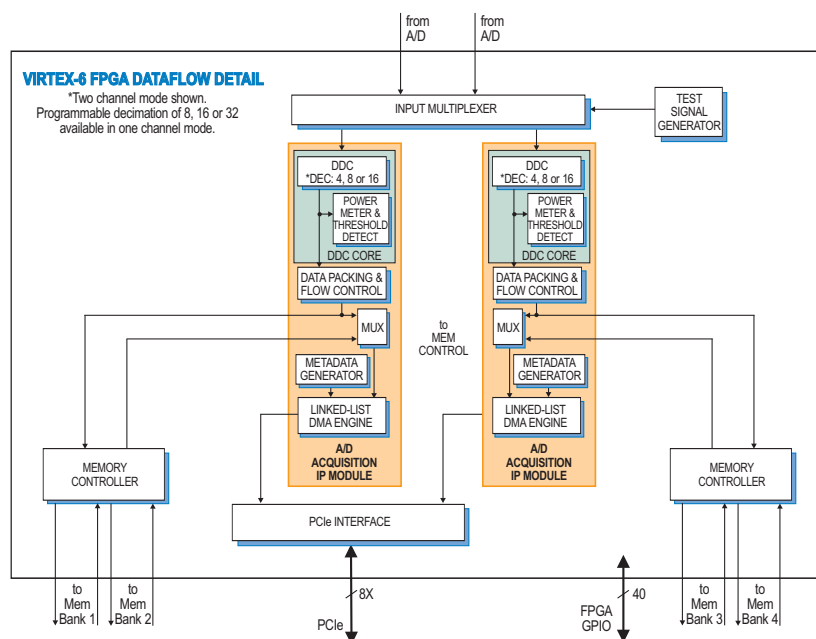 from
A/D
from
A/D
VIRTEX-6 FPGA DATAFLOW DETAIL
*Two channel mode shown.
Programmable decimation of 8, 16 or 32
available in one channel mode.
INPUT MULTIPLEXER
TEST
SIGNAL
GENERATOR
DDC
*DEC: 4, 8 or 16
POWER
METER &
THRESHOLD
DETECT
DDC CORE
DATA PACKING &
FLOW CONTROL
MUX
METADATA
GENERATOR
LINKED-LIST
DMA ENGINE
A/D
ACQUISITION
IP MODULE
to
MEM
CONTROL
DDC
*DEC: 4, 8 or 16
POWER
METER &
THRESHOLD
DETECT
DDC CORE
DATA PACKING &
FLOW CONTROL
MUX
METADATA
GENERATOR
LINKED-LIST
DMA ENGINE
A/D
ACQUISITION
IP MODULE
MEMORY
CONTROLLER
PCIe INTERFACE
MEMORY
CONTROLLER
to
Mem
Bank 1
to
Mem
Bank 2
8X
PCIe
40
FPGA
GPIO
to
Mem
Bank 3
to
Mem
Bank 4